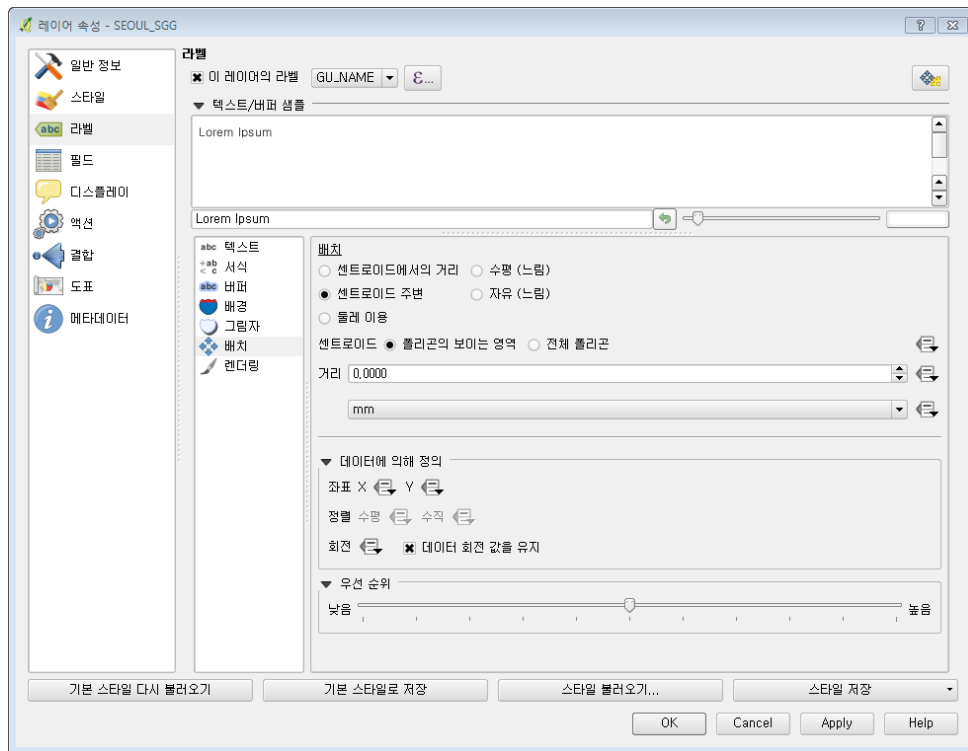 레이어 속성 - SEOUL_SGG
일반 정보
스타일
abc 라벨
필드
디스플레이
액션
결합
도표
메타데이터
라벨
이 레이어의 라벨 GU_NAME ε...
텍스트/버퍼 샘플
Lorem Ipsum
Lorem Ipsum
abc 텍스트
+ab < c 서식
abc 버퍼
배경
그림자
배치
렌더링
배치
센트로이드에서의 거리 수평 (느림)
센트로이드 주변 자유 (느림)
둘레 이용
센트로이드 폴리곤의 보이는 영역 전체 폴리곤
거리 0.0000
mm
데이터에 의해 정의
좌표 X Y
정렬 수평 수직
회전 데이터 회전 값을 유지
우선 순위
낮음 높음
기본 스타일 다시 불러오기 기본 스타일로 저장 스타일 불러오기... 스타일 저장
OK Cancel Apply Help